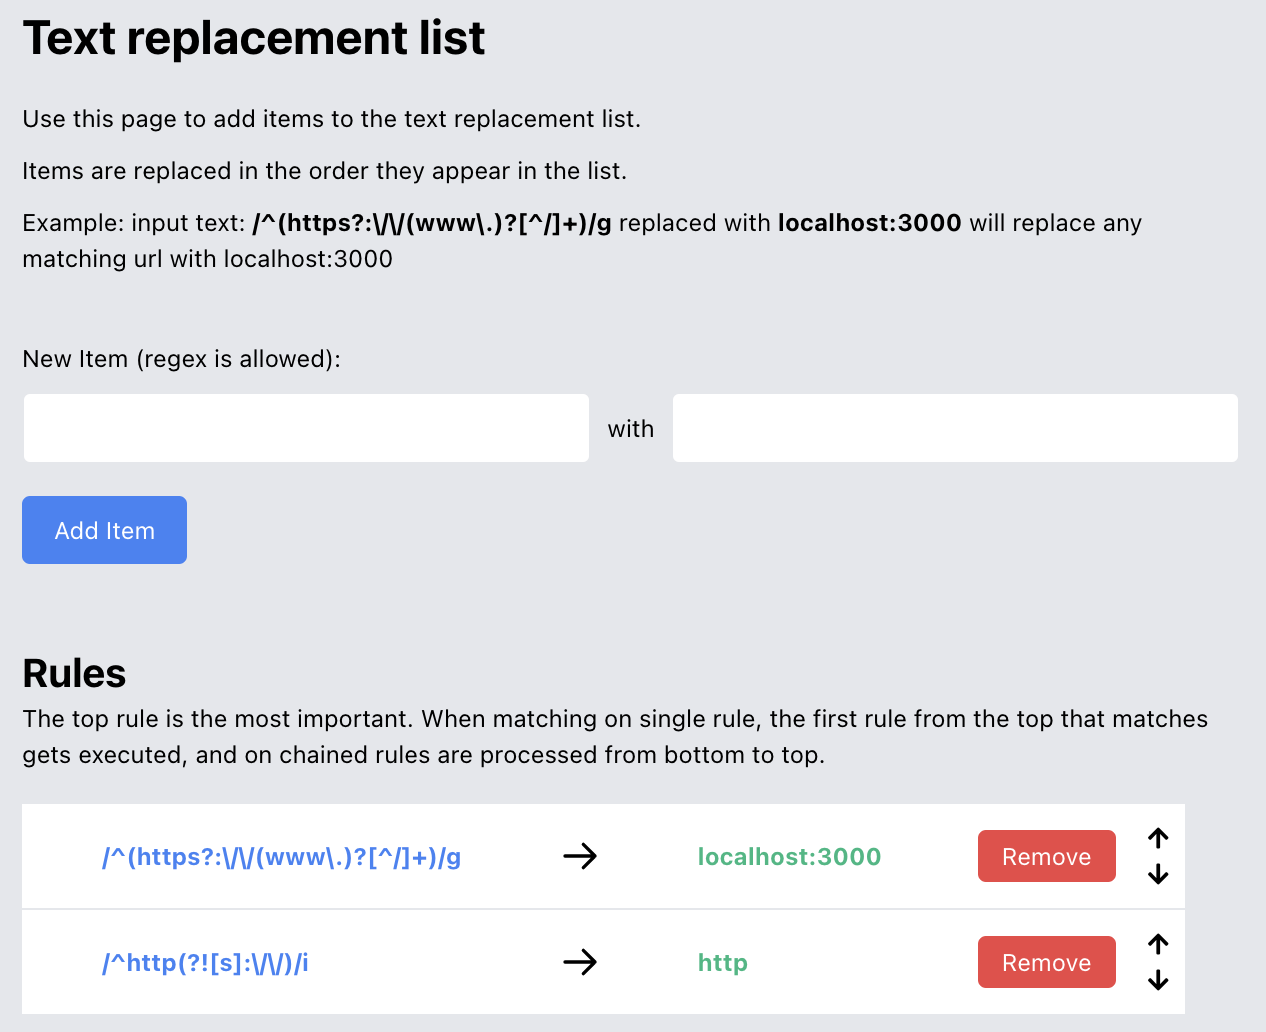 Text replacement list
Use this page to add items to the text replacement list.
Items are replaced in the order they appear in the list.
Example: input text: /^(https?:\/\/(www\.)?[^/]+)/g replaced with localhost:3000 will replace any
matching url with localhost:3000
New Item (regex is allowed):
with
Add Item
Rules
The top rule is the most important. When matching on single rule, the first rule from the top that matches
gets executed, and on chained rules are processed from bottom to top.
/^(https?:\/\/(www\.)?[^/]+)/g → localhost:3000 Remove ↑ ↓
/^http(?![s]:\/\/)/i → http Remove ↑ ↓